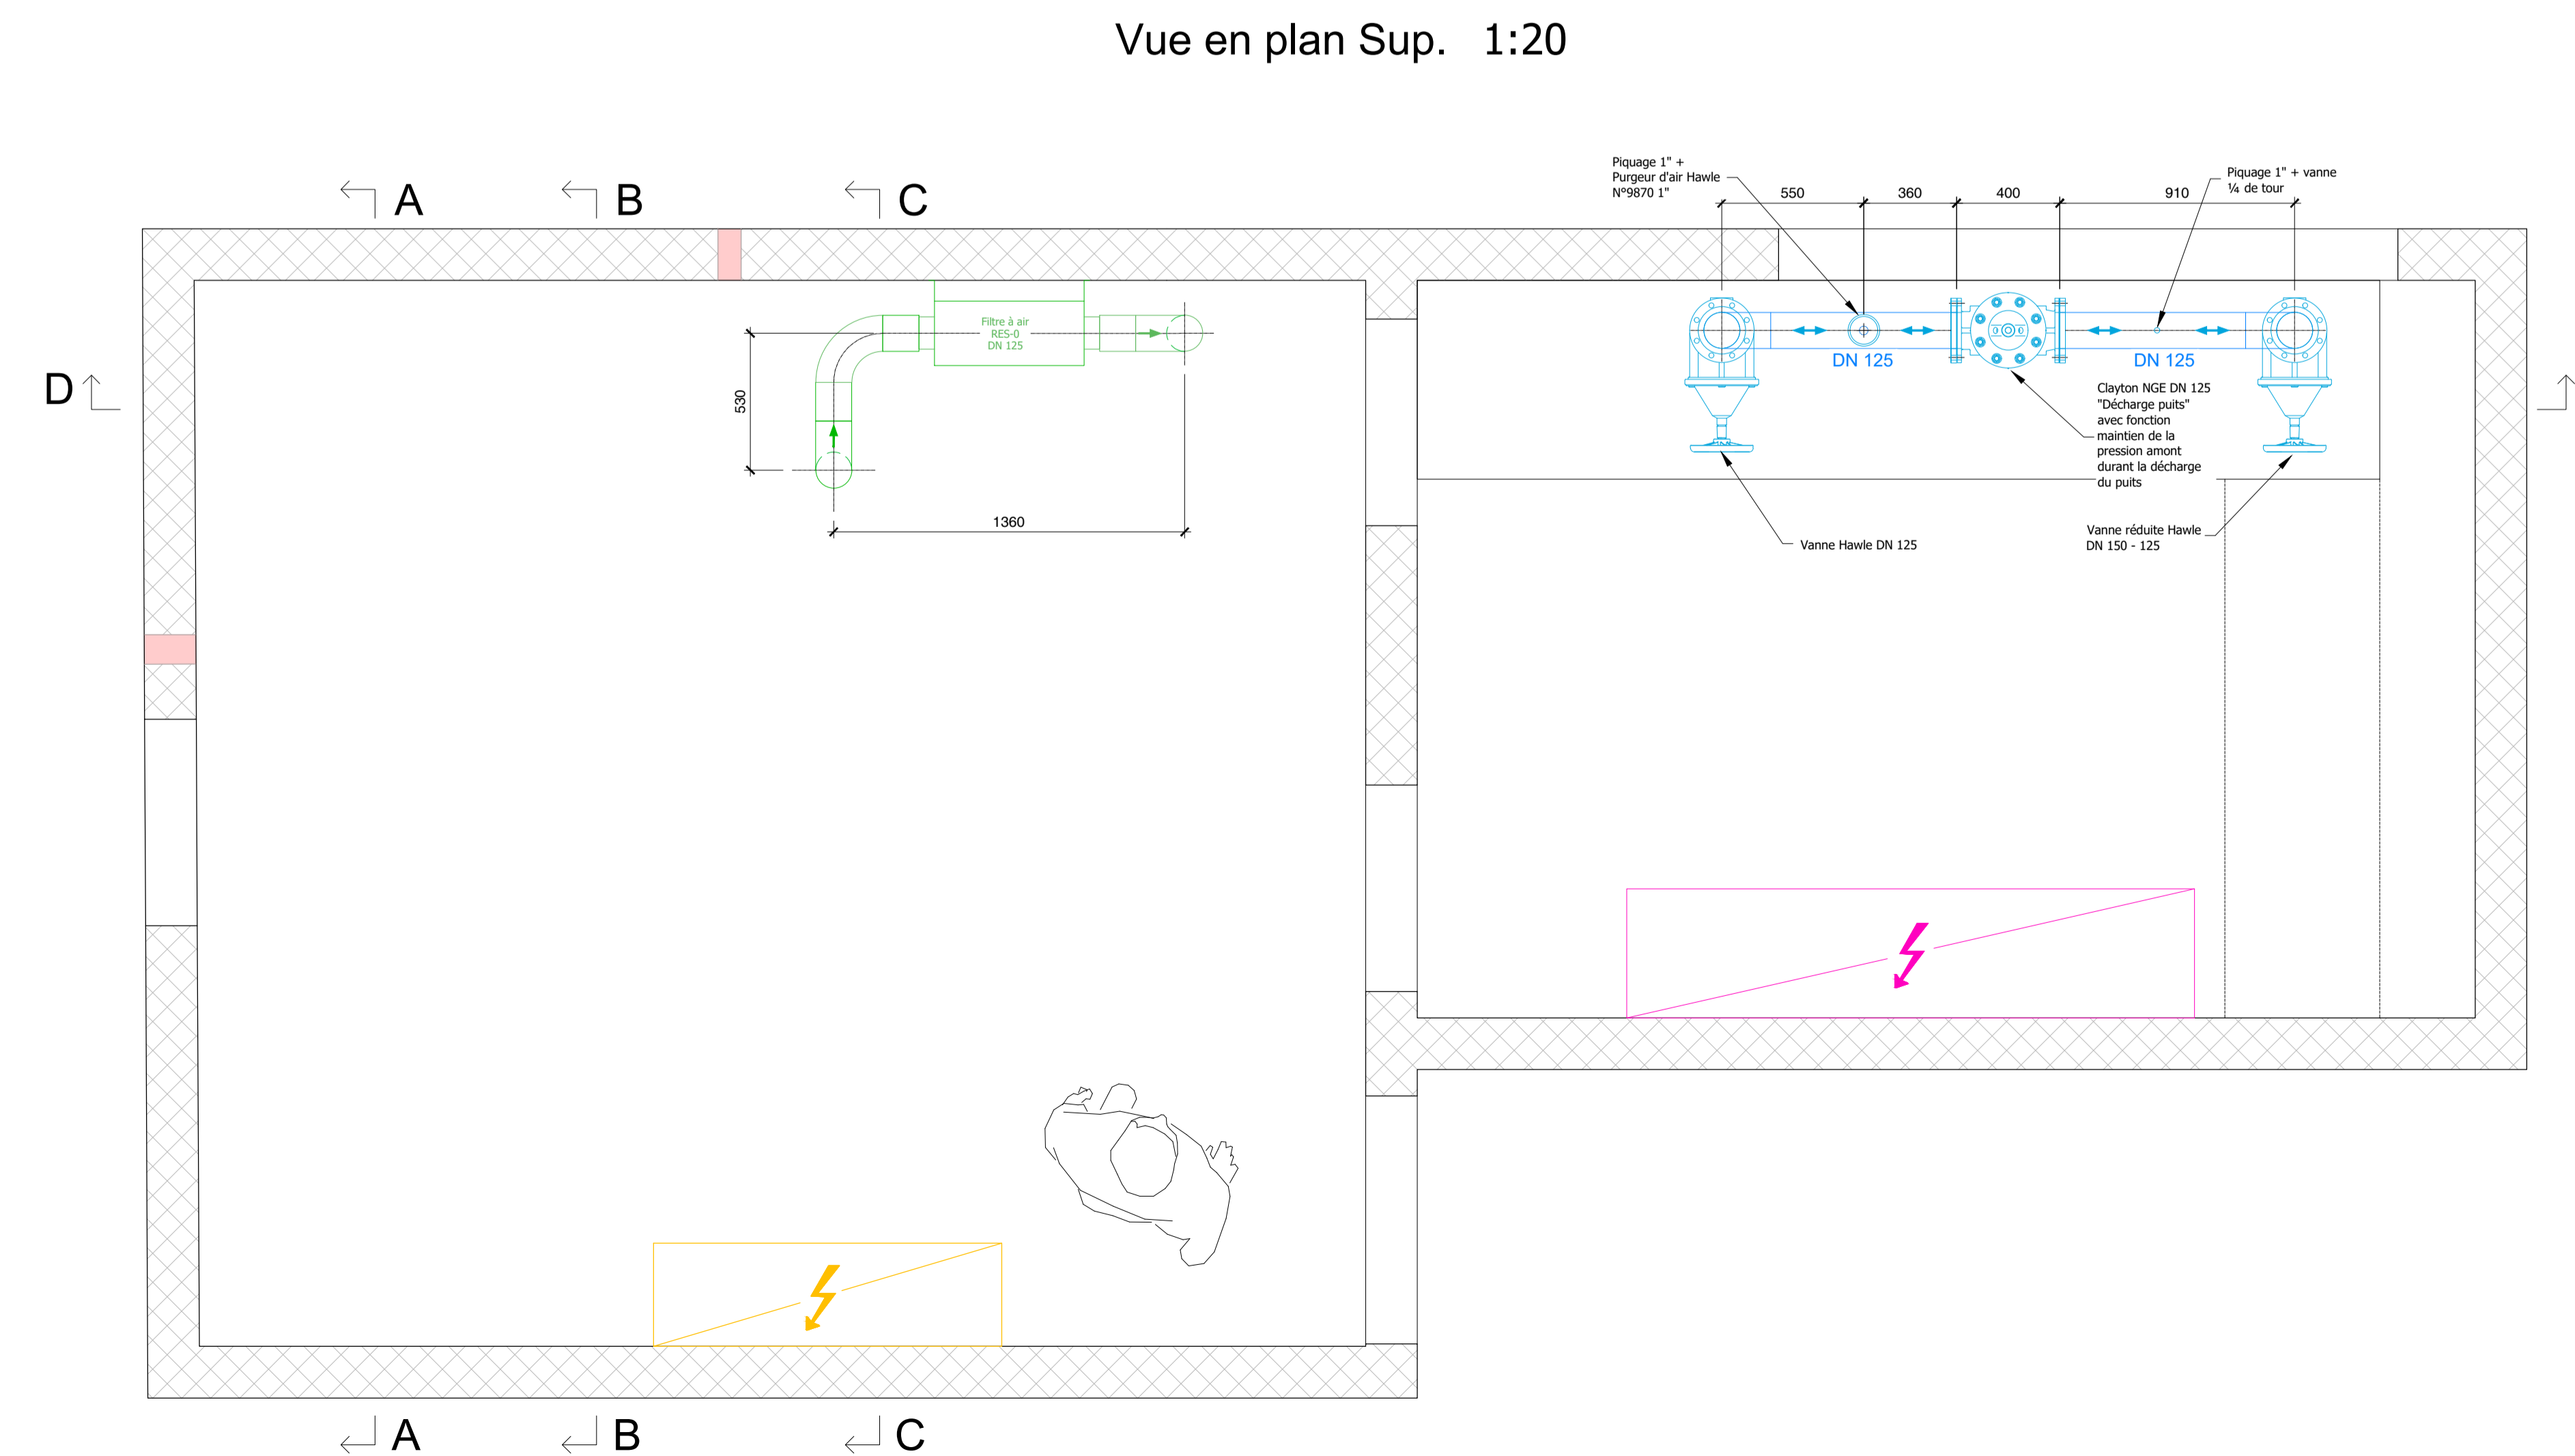 Vue en plan Sup. 1:20
A
B
C
Piquage 1" +
Purgeur d'air Hawle
N°9870 1"
550
360
400
910
Piquage 1" + vanne
¼ de tour
Filtre à air
RES-0
DN 125
DN 125
DN 125
D
530
Clayton NGE DN 125
"Décharge puits"
avec fonction
maintien de la
pression amont
durant la décharge
du puits
1360
Vanne Hawle DN 125
Vanne réduite Hawle
DN 150 - 125
A
B
C